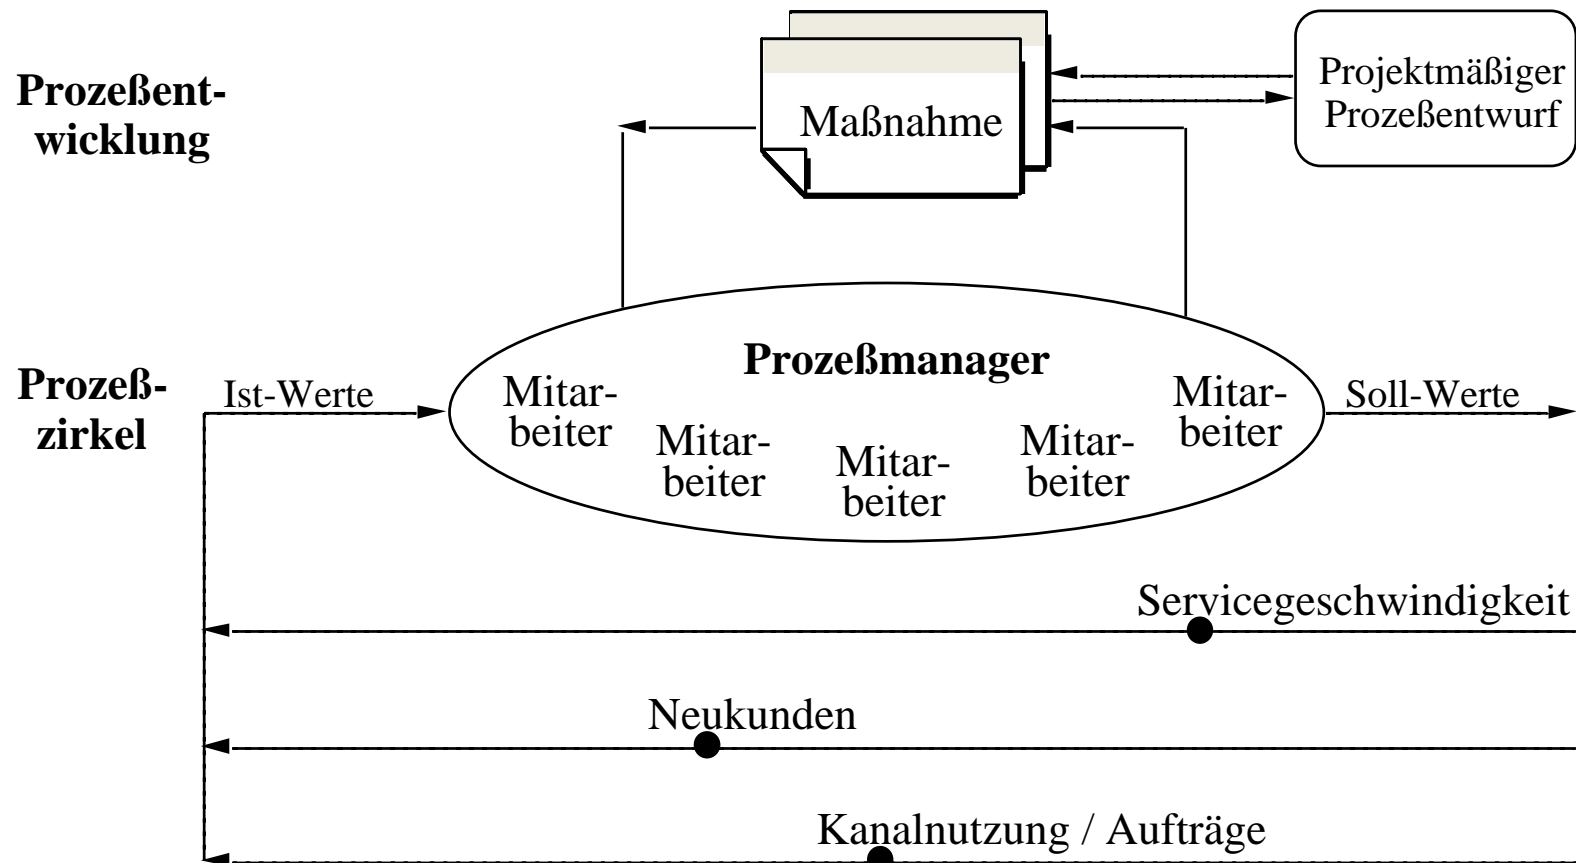 Prozeßent-
wicklung
Maßnahme
Projektmäßiger
Prozeßentwurf
Prozeß-
zirkel
Ist-Werte
Prozeßmanager
Mitar-
beiter
Mitar-
beiter
Mitar-
beiter
Mitar-
beiter
Mitar-
beiter
Soll-Werte
Servicegeschwindigkeit
Neukunden
Kanalnutzung / Aufträge